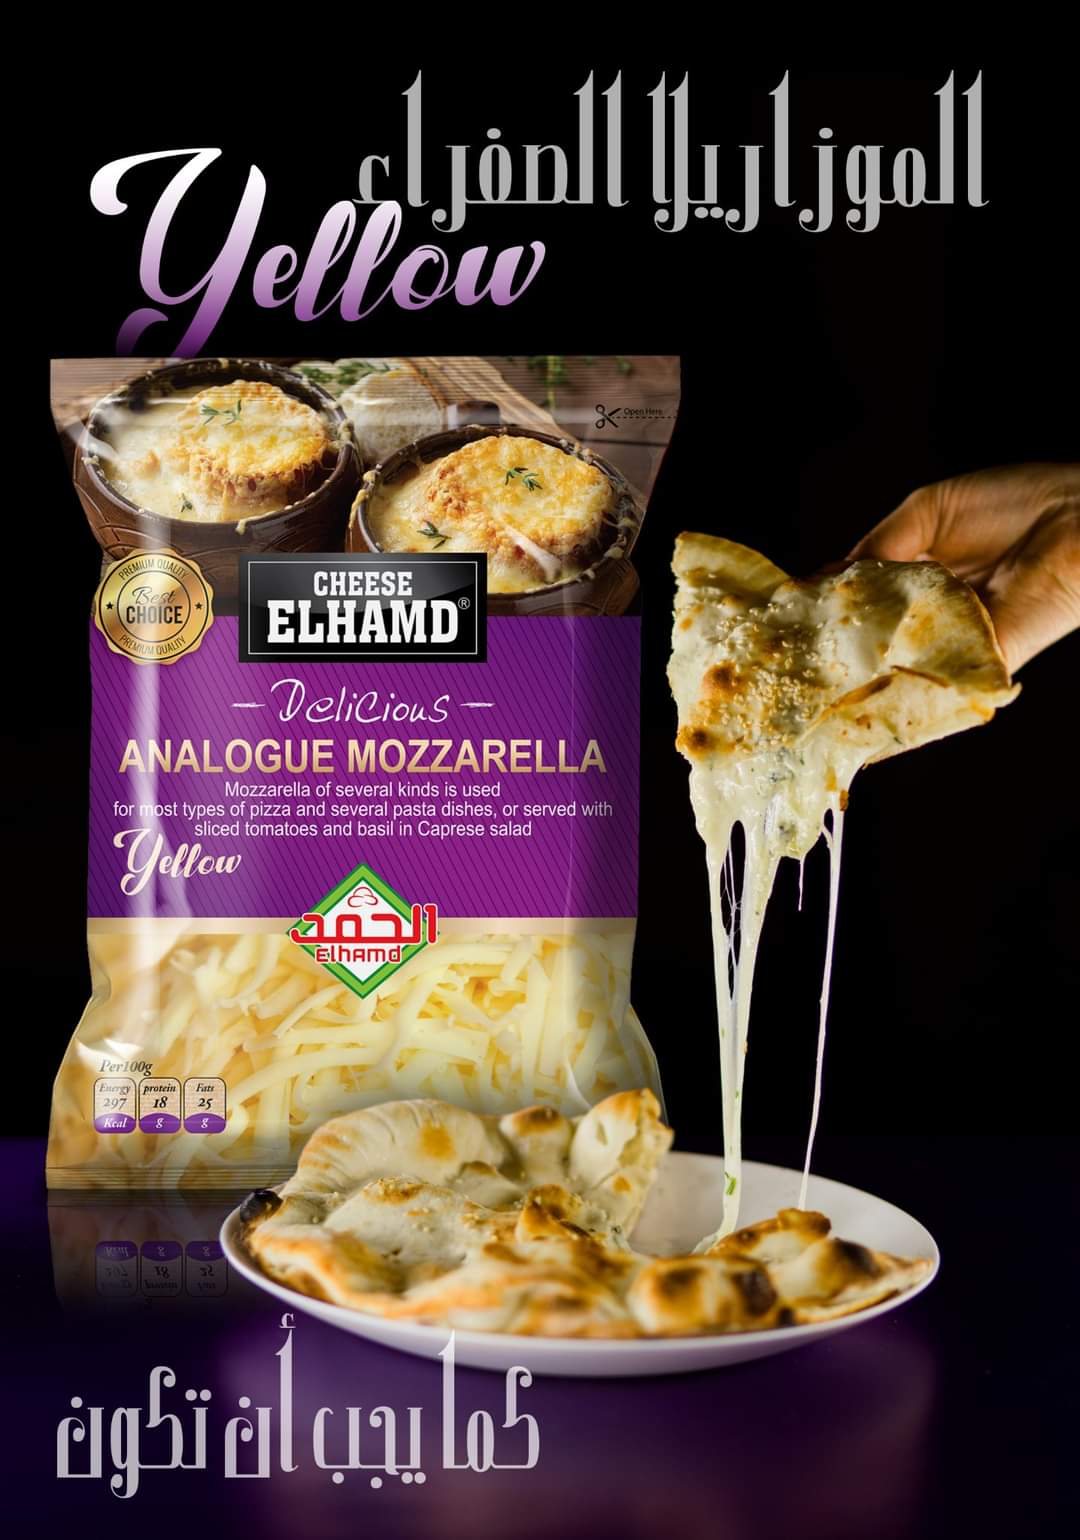 الموزاريلا الصفراء
Yellow
Open Here
PREMIUM QUALITY
Best
CHOICE
PREMIUM QUALITY
CHEESE
ELHAMD®
Delicious
ANALOGUE MOZZARELLA
Mozzarella of several kinds is used
for most types of pizza and several pasta dishes, or served with
sliced tomatoes and basil in Caprese salad
Yellow
الحمد
Elhamd
Per100g
Energy protein Fats
297 18 25
Kcal g g
كما يجب أن تكون